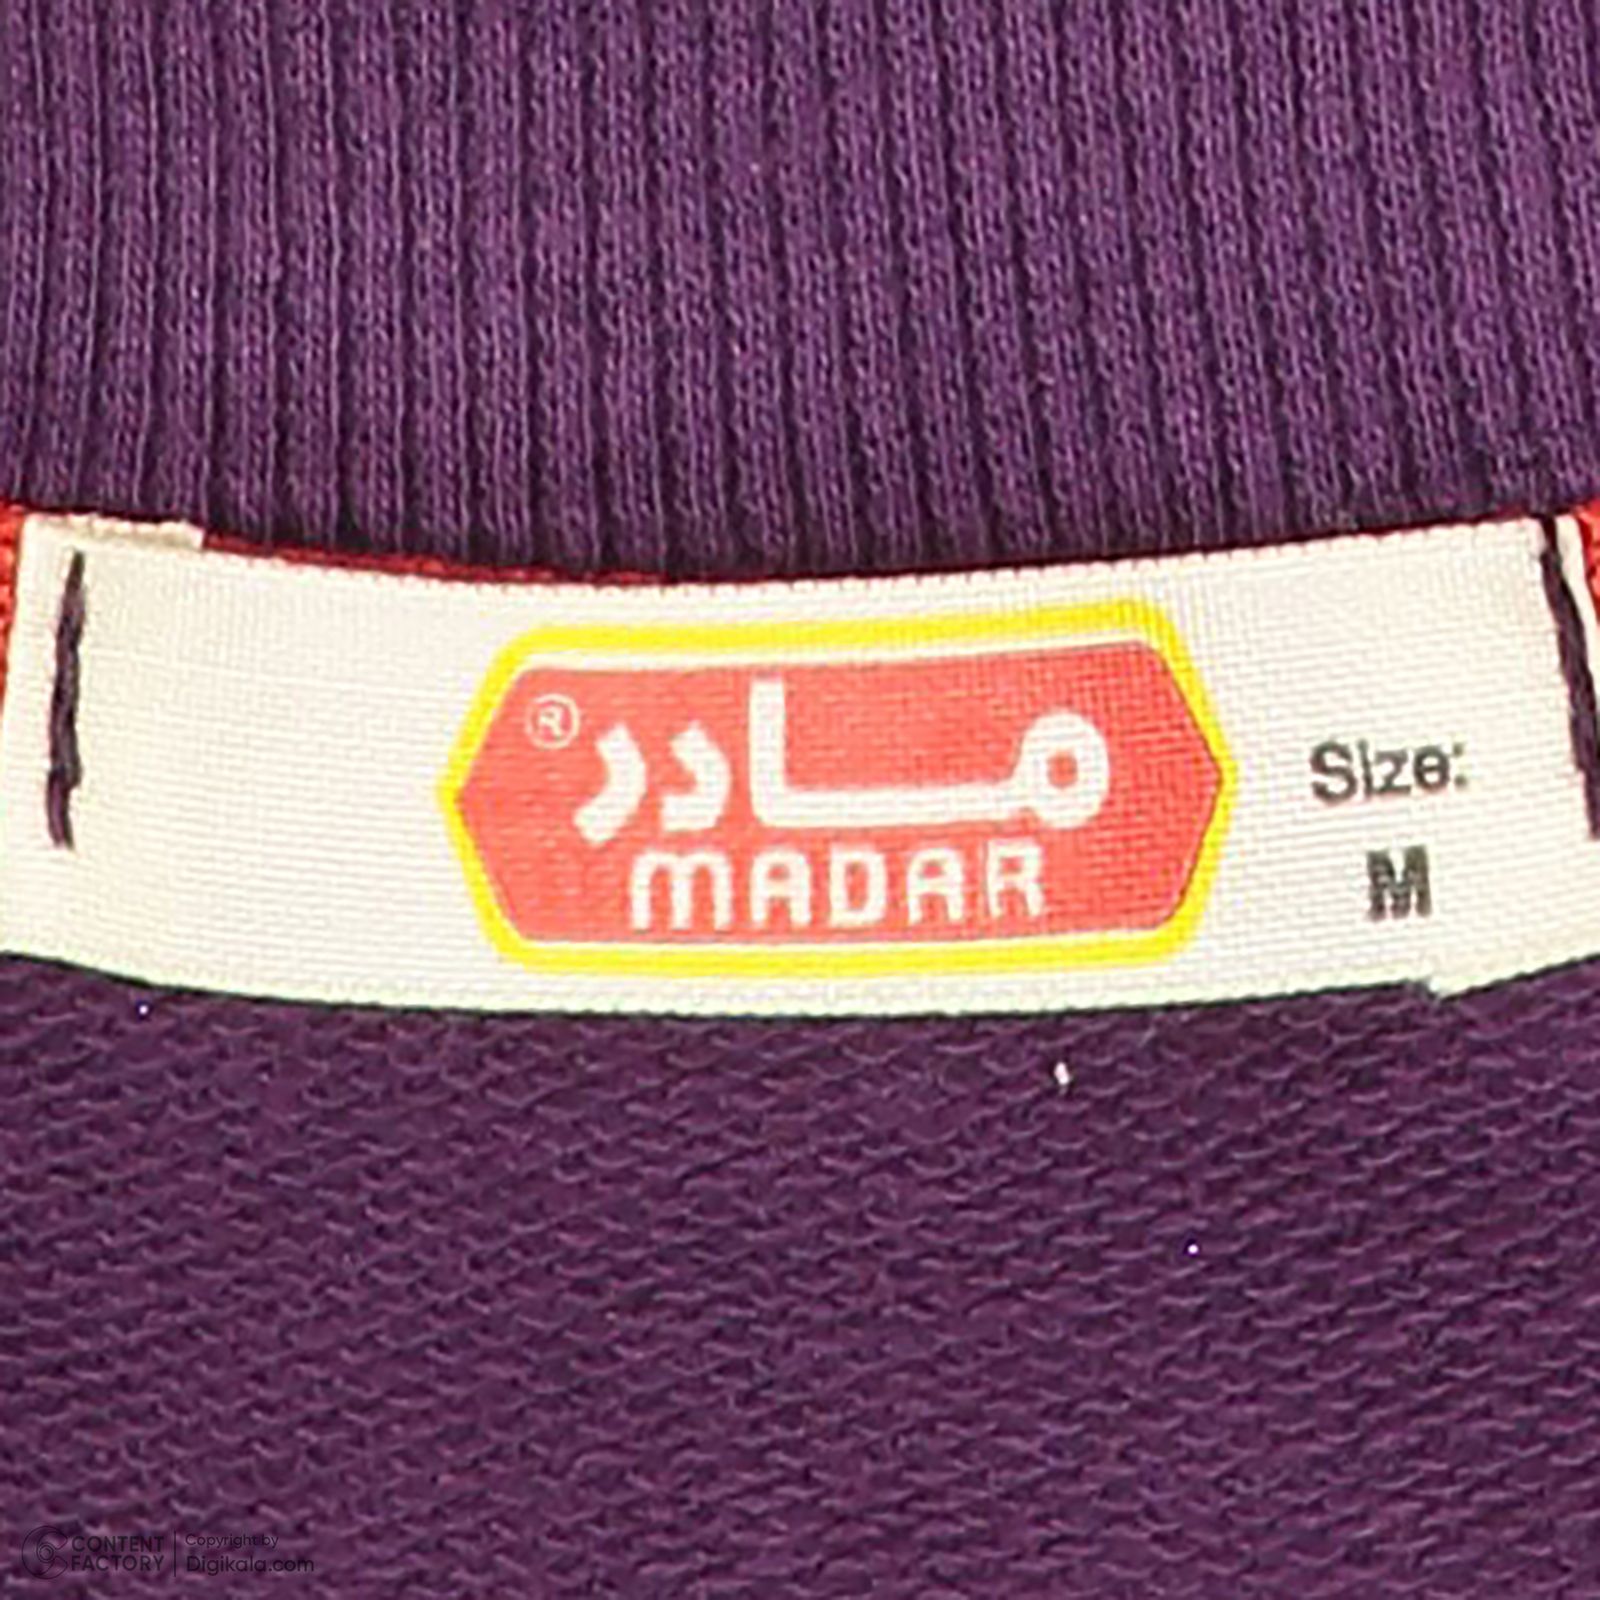 مادر ®
MADAR
Size:
M
CONTENT FACTORY
Copyright by
Digikala.com